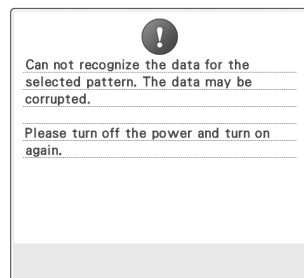 Can not recognize the data for the
selected pattern. The data may be
corrupted.
Please turn off the power and turn on
again.